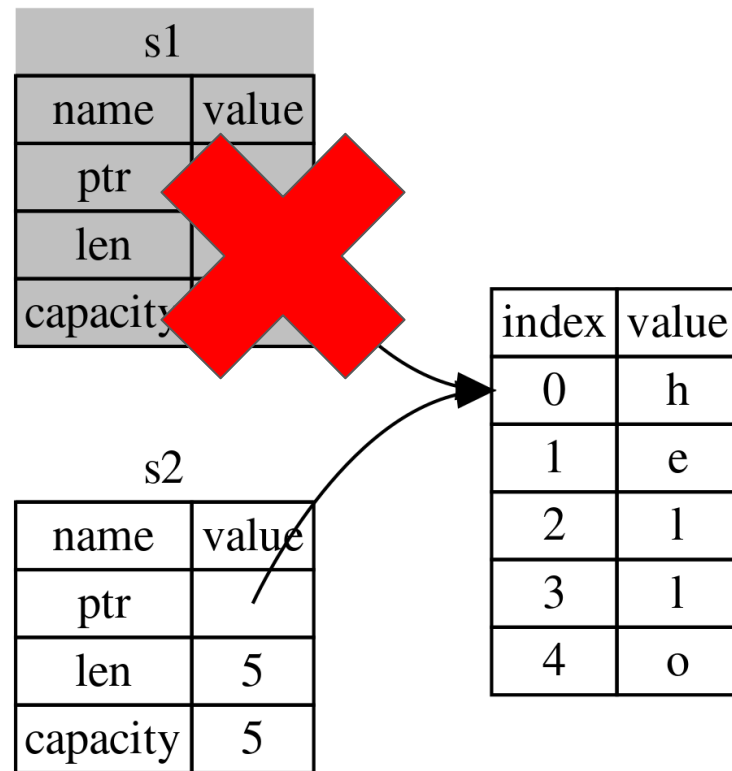 s1
name value
ptr
len
capacity
index value
0 h
1 e
2 l
3 l
4 o
s2
name value
ptr
len 5
capacity 5